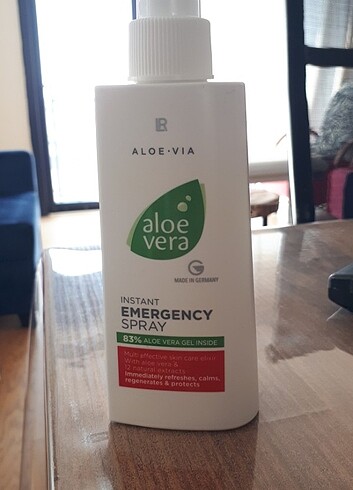 LR
ALOE·VIA
aloe
vera
MADE IN GERMANY
INSTANT
EMERGENCY
SPRAY
83% ALOE VERA GEL INSIDE
Multi effective skin care elixir
With aloe vera &
12 natural extracts
Immediately refreshes, calms,
regenerates & protects